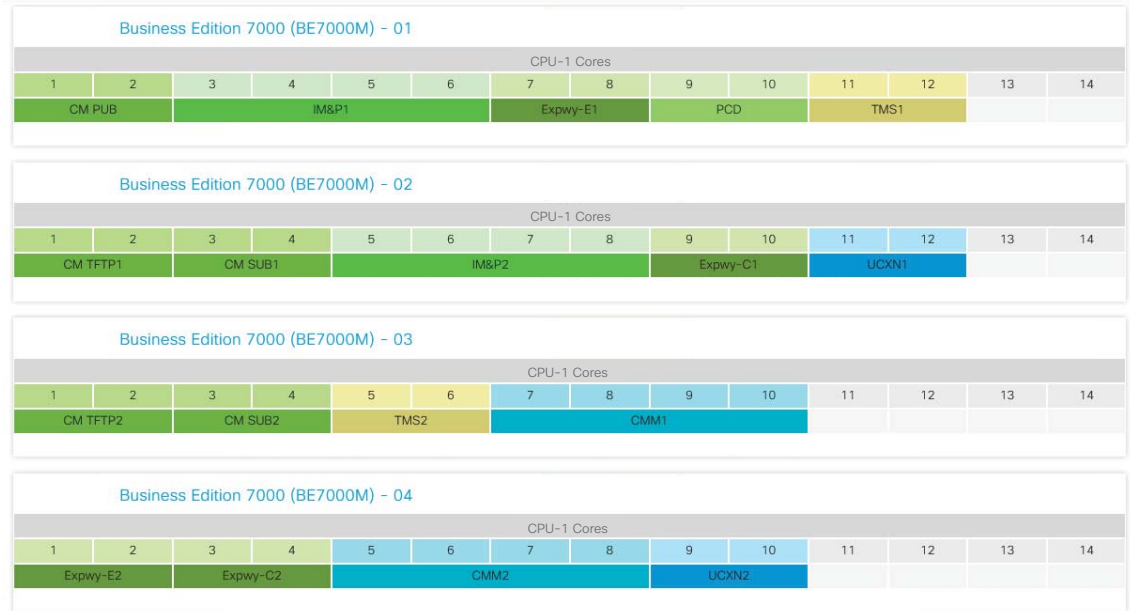 Business Edition 7000 (BE7000M) - 01
CPU-1 Cores
1 2 3 4 5 6 7 8 9 10 11 12 13 14
CM PUB IM&P1 Expwy-E1 PCD TMS1
Business Edition 7000 (BE7000M) - 02
CPU-1 Cores
1 2 3 4 5 6 7 8 9 10 11 12 13 14
CM TFTP1 CM SUB1 IM&P2 Expwy-C1 UCXN1
Business Edition 7000 (BE7000M) - 03
CPU-1 Cores
1 2 3 4 5 6 7 8 9 10 11 12 13 14
CM TFTP2 CM SUB2 TMS2 CMM1
Business Edition 7000 (BE7000M) - 04
CPU-1 Cores
1 2 3 4 5 6 7 8 9 10 11 12 13 14
Expwy-E2 Expwy-C2 CMM2 UCXN2